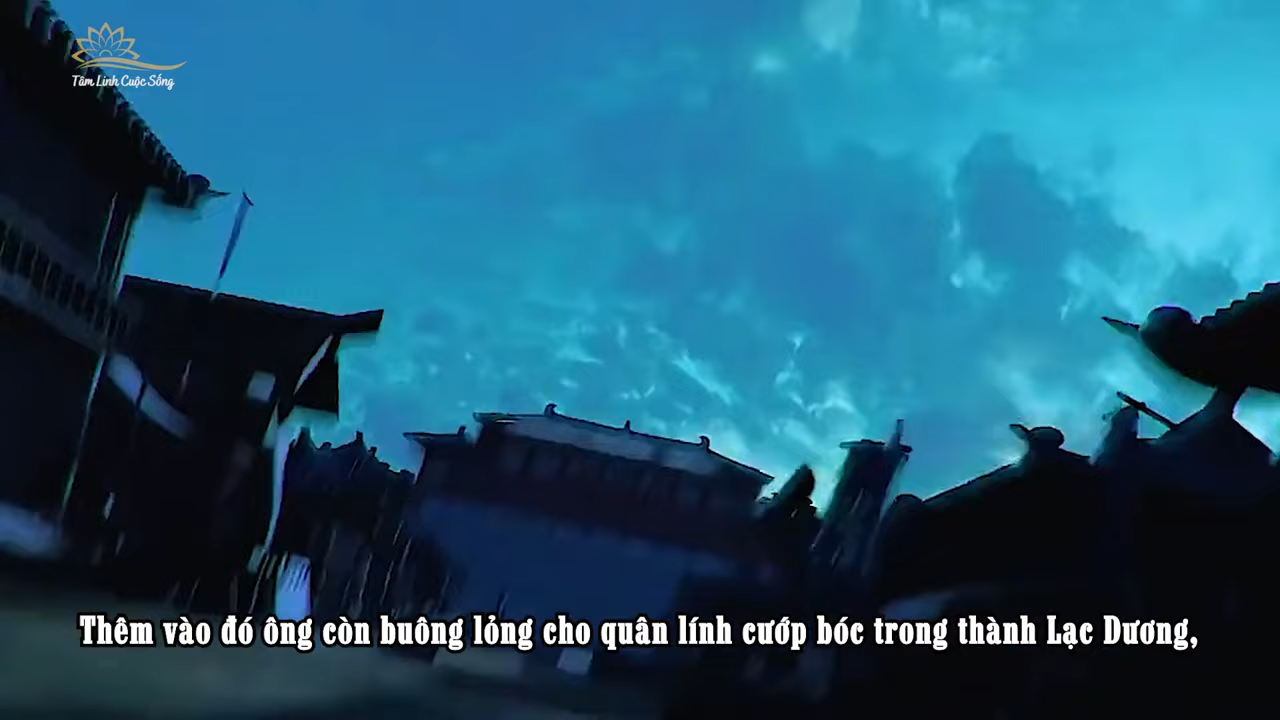 Tâm Linh Cuộc Sống
Thêm vào đó ông còn buông lỏng cho quân lính cướp bóc trong thành Lạc Dương,